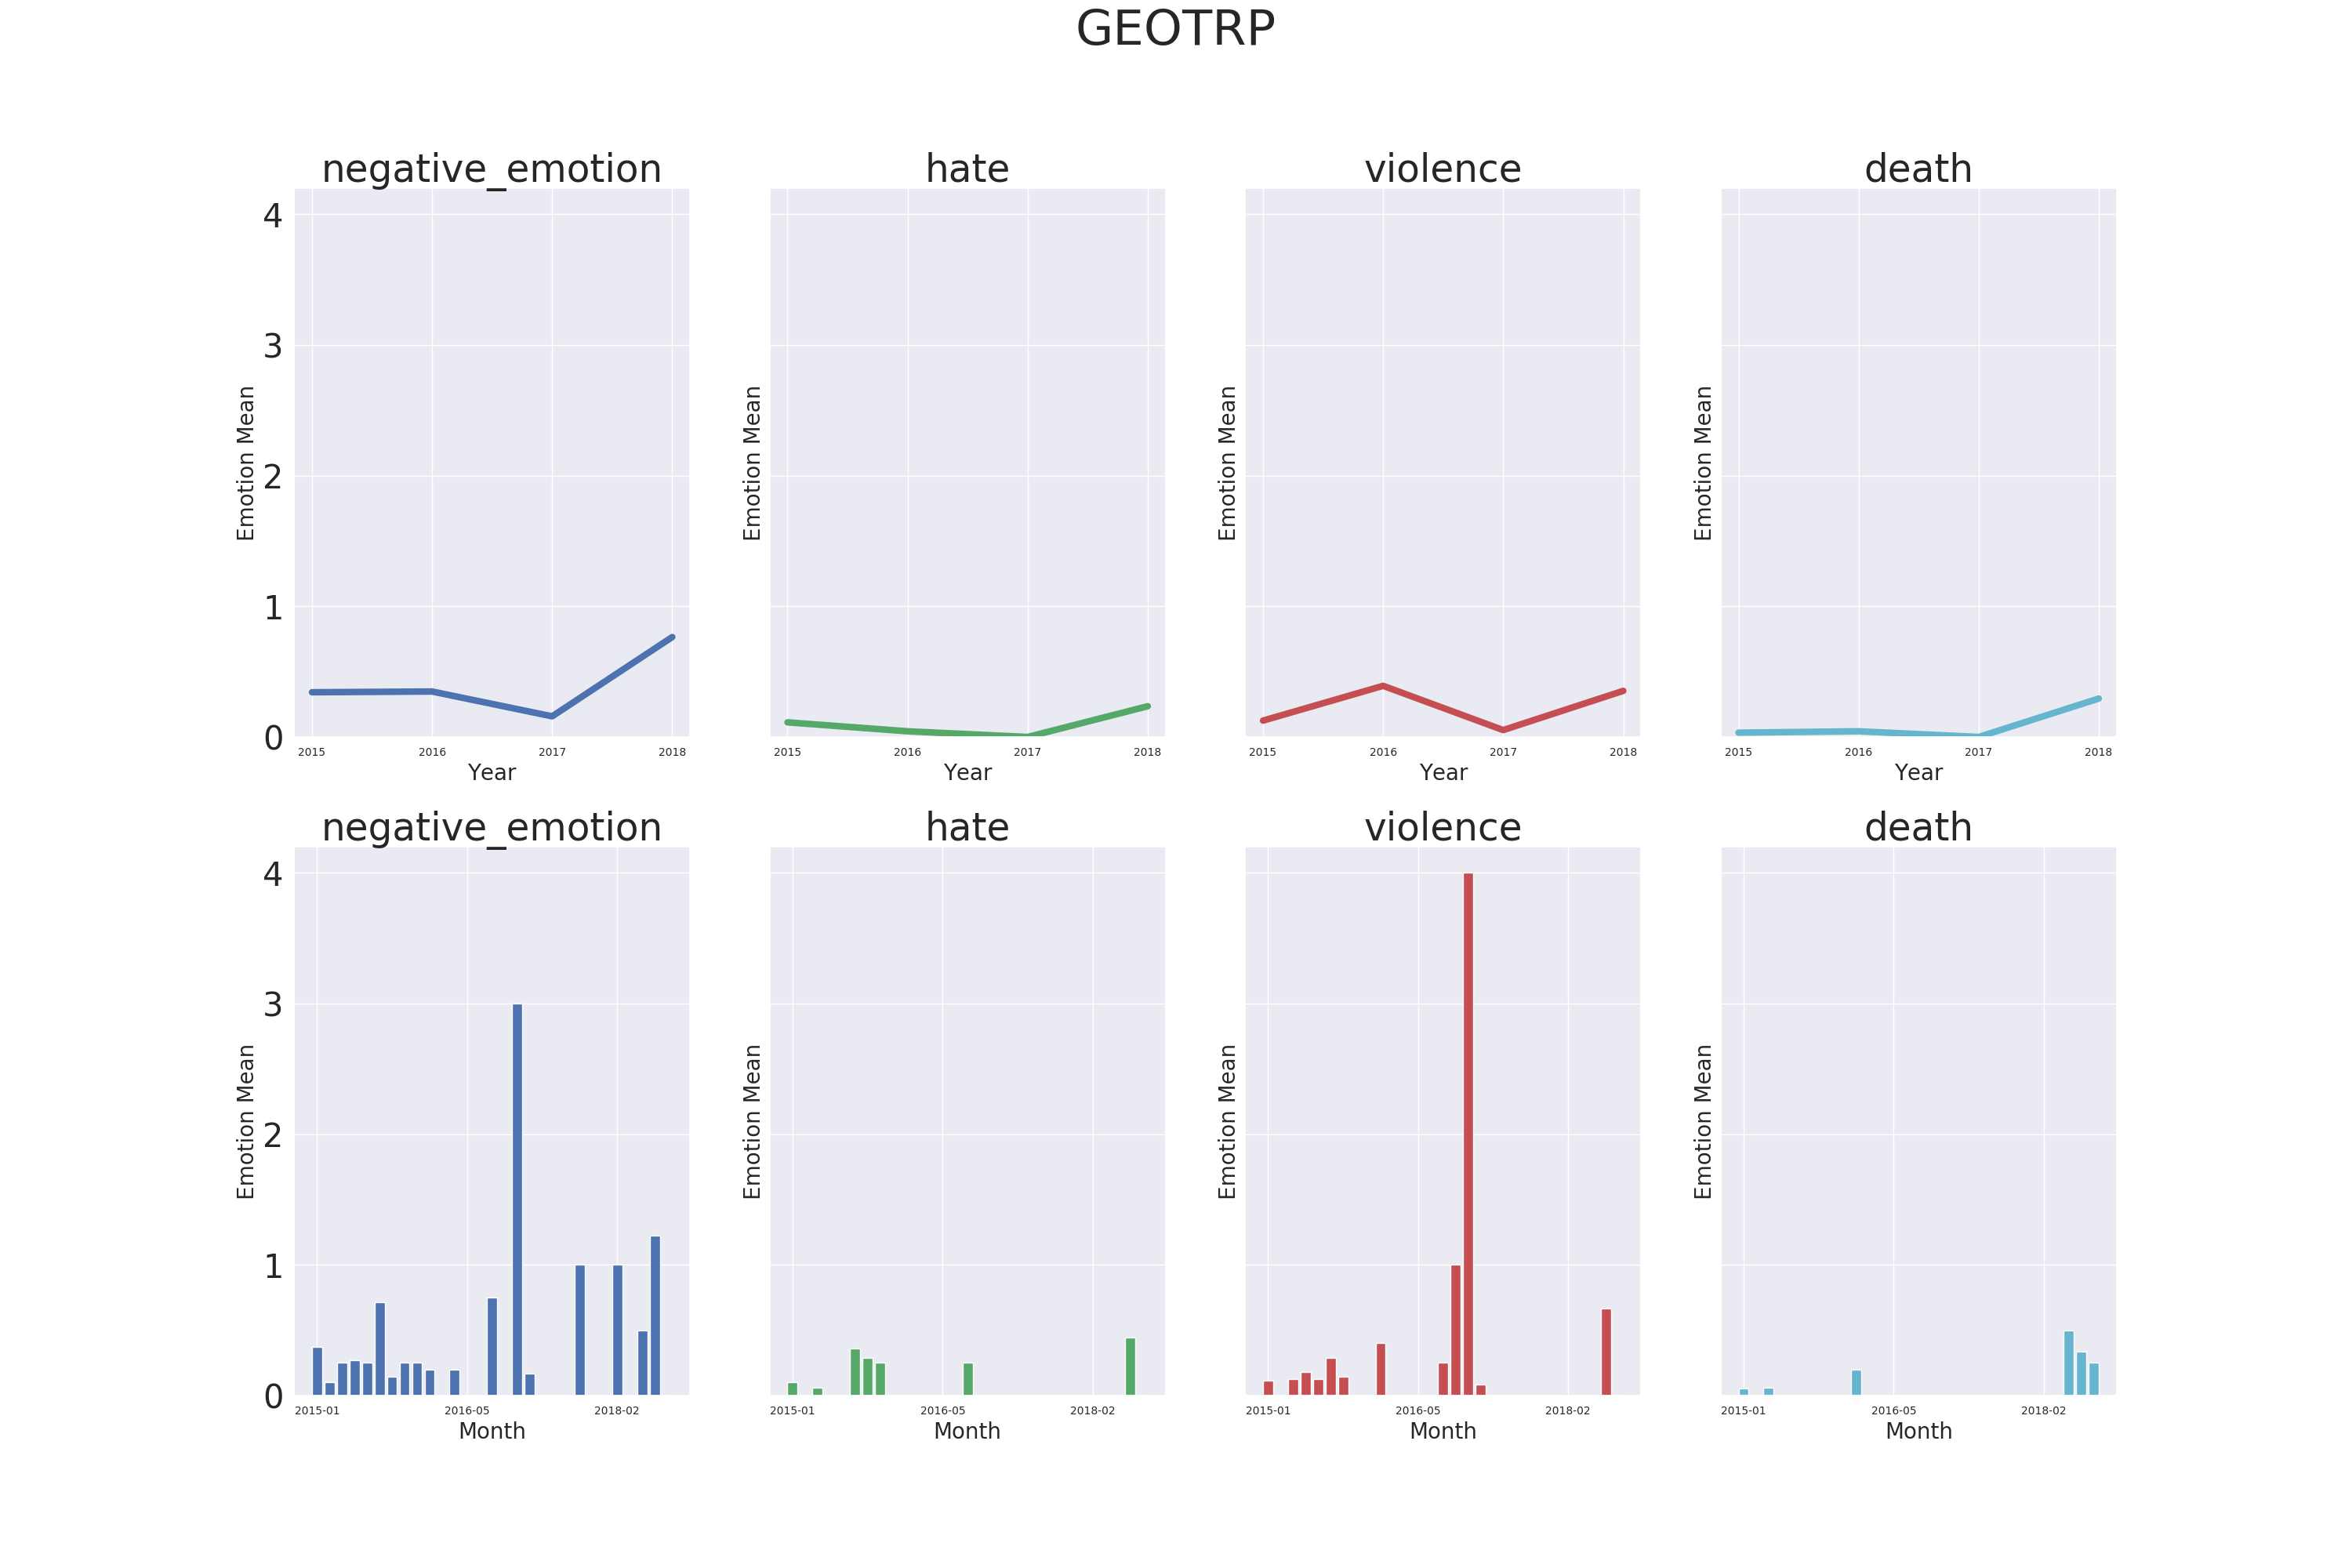 GEOTRP
negative_emotion
hate
violence
death
4
3
2
1
0
Emotion Mean
2015 2016 2017 2018
Year
Emotion Mean
2015 2016 2017 2018
Year
Emotion Mean
2015 2016 2017 2018
Year
Emotion Mean
2015 2016 2017 2018
Year
negative_emotion
hate
violence
death
4
3
2
1
0
Emotion Mean
2015-01 2016-05 2018-02
Month
Emotion Mean
2015-01 2016-05 2018-02
Month
Emotion Mean
2015-01 2016-05 2018-02
Month
Emotion Mean
2015-01 2016-05 2018-02
Month